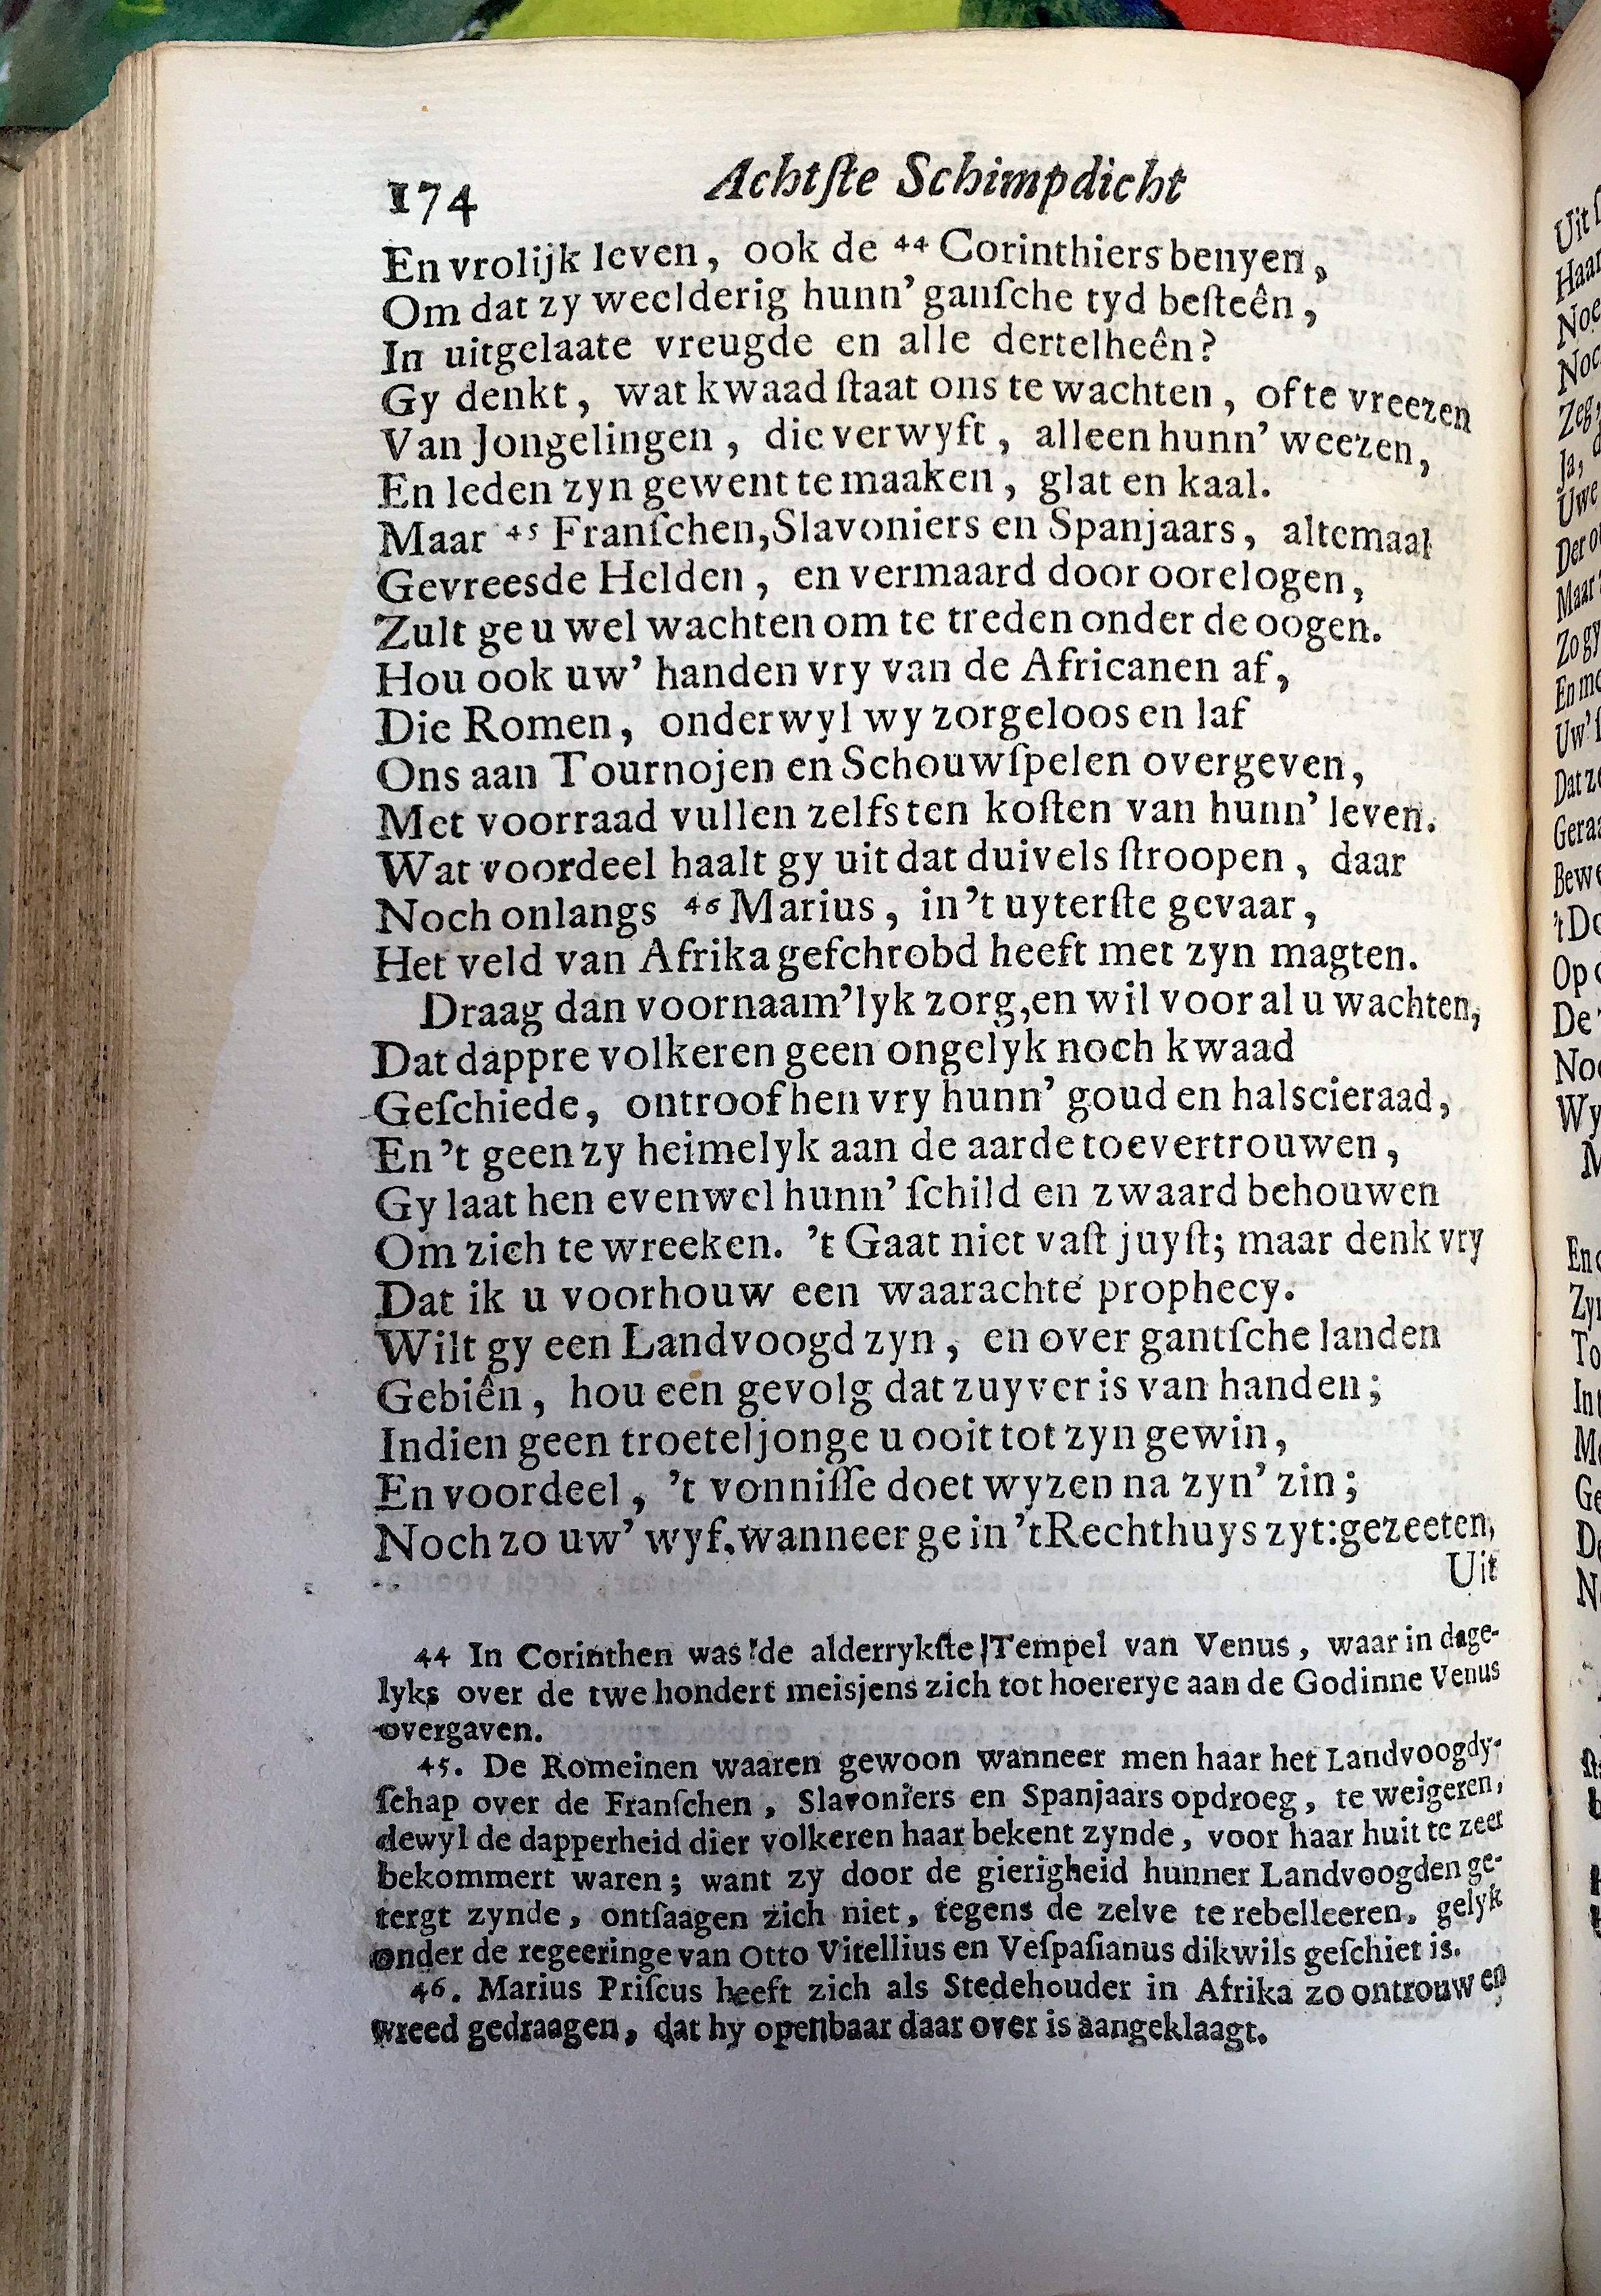 174 Achtſte Schimpdicht
En vrolijk leven, ook de 44 Corinthiers benyen,
Om dat zy weelderig hunn' ganſche tyd beſteên,
In uitgelaate vreugde en alle dertelheên?
Gy denkt, wat kwaad ſtaat ons te wachten, of te vreezen
Van Jongelingen, die verwyft, alleen hunn' weezen,
En leden zyn gewent te maaken, glat en kaal.
Maar 45 Franſchen, Slavoniers en Spanjaars, altemaal
Gevreesde Helden, en vermaard door oorelogen,
Zult ge u wel wachten om te treden onder de oogen.
Hou ook uw' handen vry van de Africanen af,
Die Romen, onderwyl wy zorgeloos en laf
Ons aan Tournojen en Schouwſpelen overgeven,
Met voorraad vullen zelfs ten koſten van hunn' leven.
Wat voordeel haalt gy uit dat duivels ſtroopen, daar
Noch onlangs 46 Marius, in 't uyterſte gevaar,
Het veld van Afrika geſchrobd heeft met zyn magten.
Draag dan voornaam'lyk zorg, en wil voor al u wachten,
Dat dappre volkeren geen ongelyk noch kwaad
Geſchiede, ontroof hen vry hunn' goud en halscieraad,
En 't geen zy heimelyk aan de aarde toevertrouwen,
Gy laat hen evenwel hunn' ſchild en zwaard behouwen
Om zich te wreeken. 't Gaat niet vaſt juyſt; maar denk vry
Dat ik u voorhouw een waarachte prophecy.
Wilt gy een Landvoogd zyn, en over gantſche landen
Gebiên, hou een gevolg dat zuyver is van handen;
Indien geen troeteljonge u ooit tot zyn gewin,
En voordeel, 't vonniſſe doet wyzen na zyn' zin;
Noch zo uw' wyf, wanneer ge in 't Rechthuys zyt: gezeeten,
Uit
44 In Corinthen was de alderrykſte Tempel van Venus, waar in dage-
lyks over de twe hondert meisjens zich tot hoererye aan de Godinne Venus
overgaven.
45. De Romeinen waaren gewoon wanneer men haar het Landvoogdy-
ſchap over de Franſchen, Slavoniers en Spanjaars opdroeg, te weigeren,
dewyl de dapperheid dier volkeren haar bekent zynde, voor haar huit te zeer
bekommert waren; want zy door de gierigheid hunner Landvoogden ge-
tergt zynde, ontſaagen zich niet, tegens de zelve te rebelleeren, gelyk
onder de regeeringe van Otto Vitellius en Veſpaſianus dikwils geſchiet is.
46. Marius Priſcus heeft zich als Stedehouder in Afrika zo ontrouw en
wreed gedraagen, dat hy openbaar daar over is aangeklaagt.